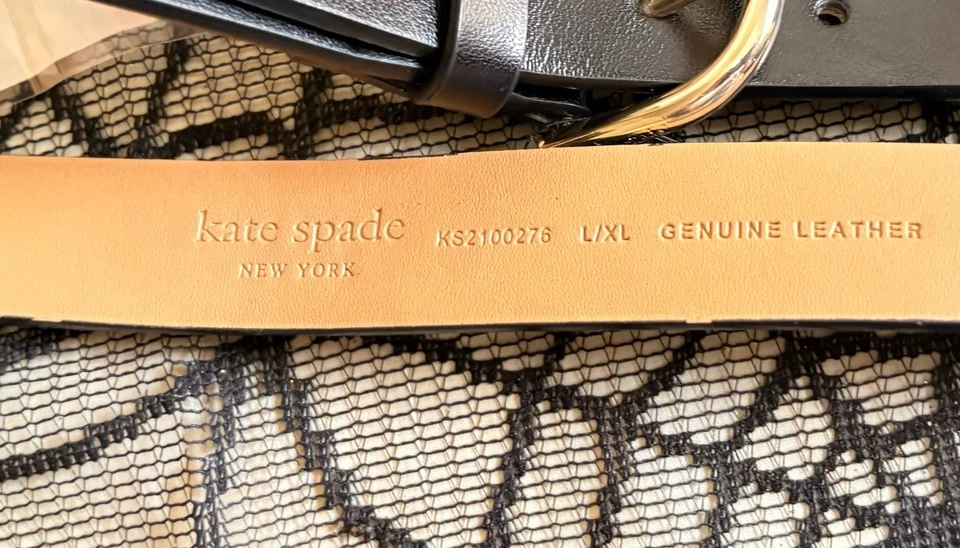 kate spade
NEW YORK
KS2100276 L/XL GENUINE LEATHER